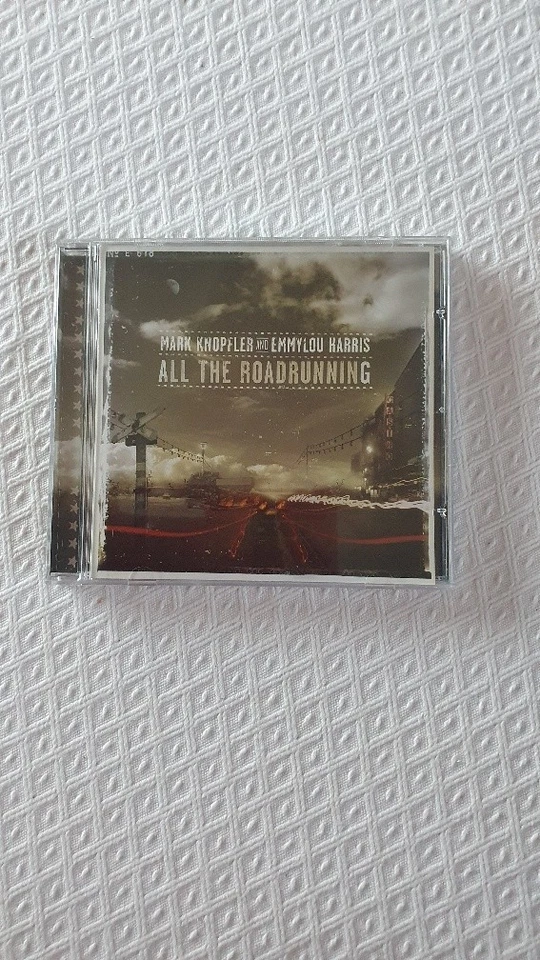 MARK KNOPFLER AND EMMYLOU HARRIS
ALL THE ROADRUNNING